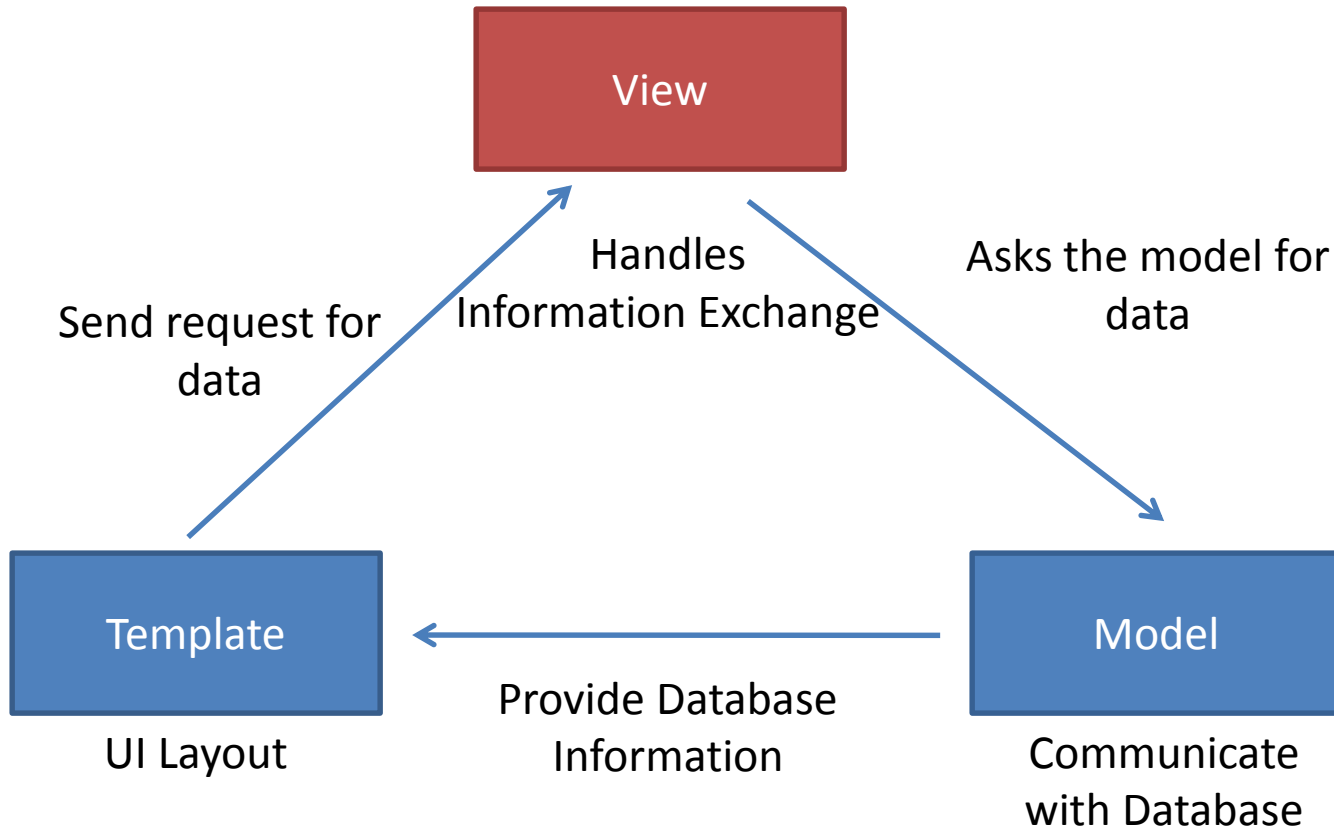 View
Handles
Information Exchange
Asks the model for
data
Send request for
data
Template
Model
Provide Database
Information
UI Layout
Communicate
with Database